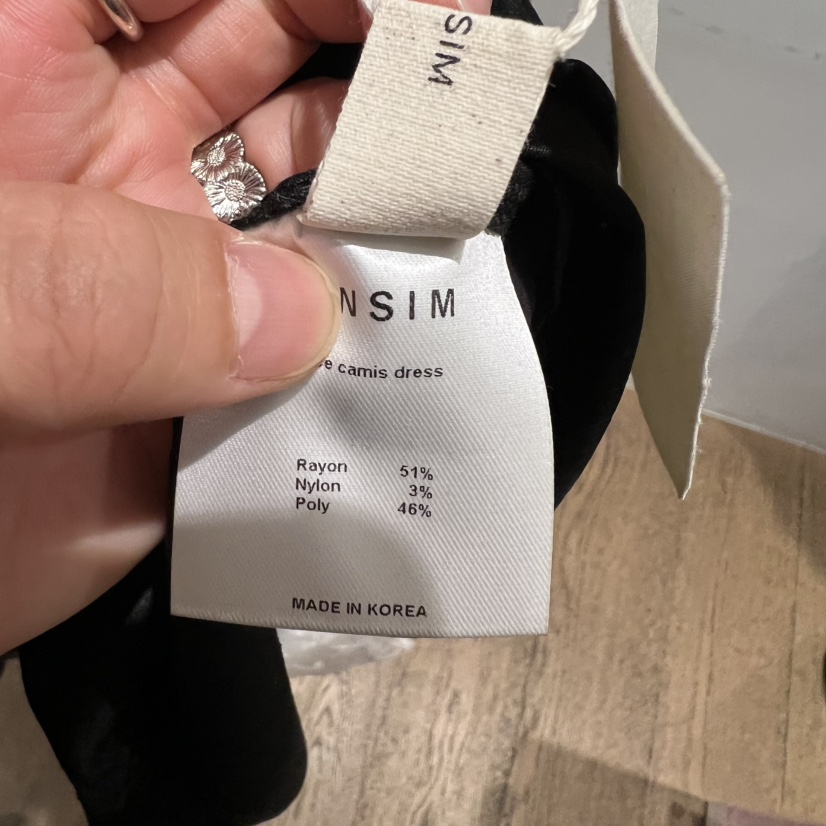 SIM
NSIM
camis dress
Rayon 51%
Nylon 3%
Poly 46%
MADE IN KOREA